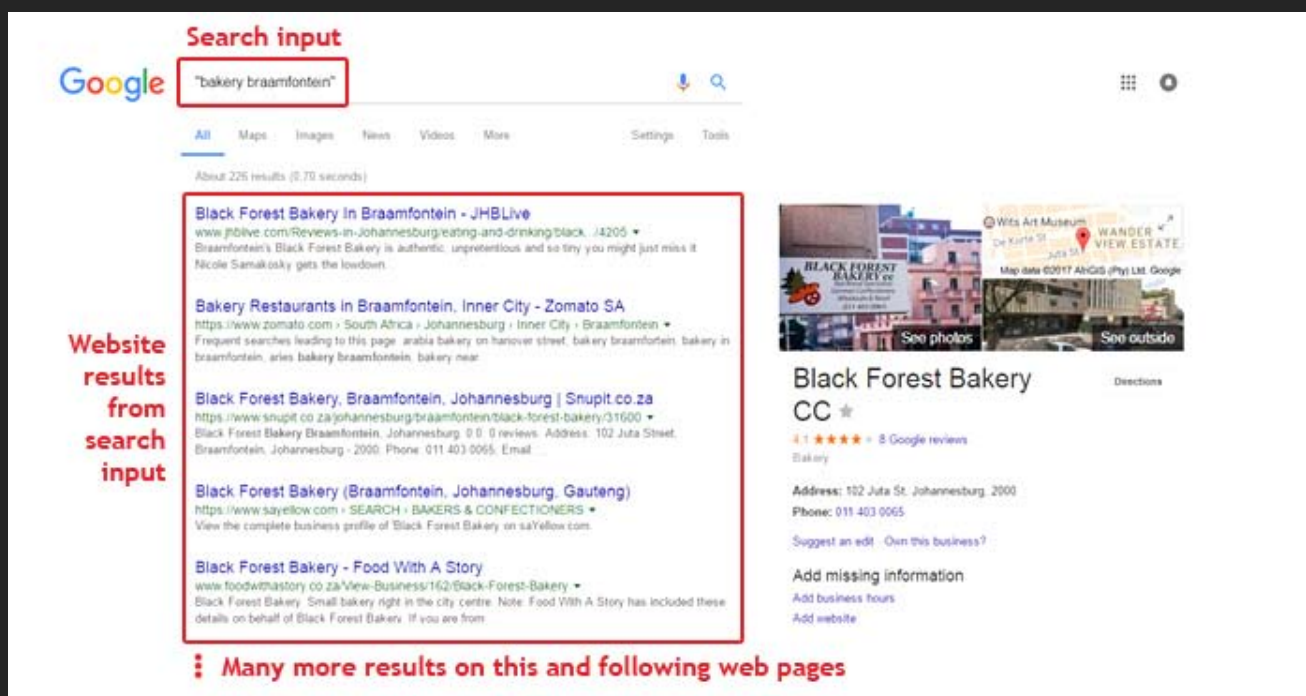 Search input
Google
"bakery braamfontein"
All Maps Images News Videos More Settings Tools
About 226 results (0.70 seconds)
Website
results
from
search
input
Black Forest Bakery In Braamfontein - JHBLive
www.jhblive.com/Reviews-in-Johannesburg/eating-and-drinking/black.../4205
Braamfontein's Black Forest Bakery is authentic, unpretentious and so tiny you might just miss it
Nicole Samakosky gets the lowdown.
Bakery Restaurants in Braamfontein, Inner City - Zomato SA
https://www.zomato.com › South Africa › Johannesburg › Inner City › Braamfontein
Frequent searches leading to this page. arabia bakery on hanover street, bakery braamfortein, bakery in
braamfontein, aries bakery braamfontein, bakery near
Black Forest Bakery, Braamfontein, Johannesburg | Snupit.co.za
https://www.snupit.co.za/johannesburg/braamfontein/black-forest-bakery/31600
Black Forest Bakery Braamfontein, Johannesburg. 0.0. 0 reviews. Address: 102 Juta Street,
Braamfontein, Johannesburg - 2000. Phone: 011 403 0065. Email ...
Black Forest Bakery (Braamfontein, Johannesburg, Gauteng)
https://www.sayellow.com › SEARCH › BAKERS & CONFECTIONERS
View the complete business profile of Black Forest Bakery on saYellow.com
Black Forest Bakery - Food With A Story
www.foodwithastory.co.za/View-Business/162/Black-Forest-Bakery
Black Forest Bakery. Small bakery right in the city centre. Note: Food With A Story has included these
details on behalf of Black Forest Bakery. If you are from
Many more results on this and following web pages
BLACK FOREST
BAKERY cc
011 403 0065
See photos
Wits Art Museum
De Korte St
WANDER
VIEW ESTATE
Juta St
Map data ©2017 AfriGIS (Pty) Ltd, Google
See outside
Black Forest Bakery
CC
Directions
4.1 8 Google reviews
Bakery
Address: 102 Juta St, Johannesburg, 2000
Phone: 011 403 0065
Suggest an edit · Own this business?
Add missing information
Add business hours
Add website